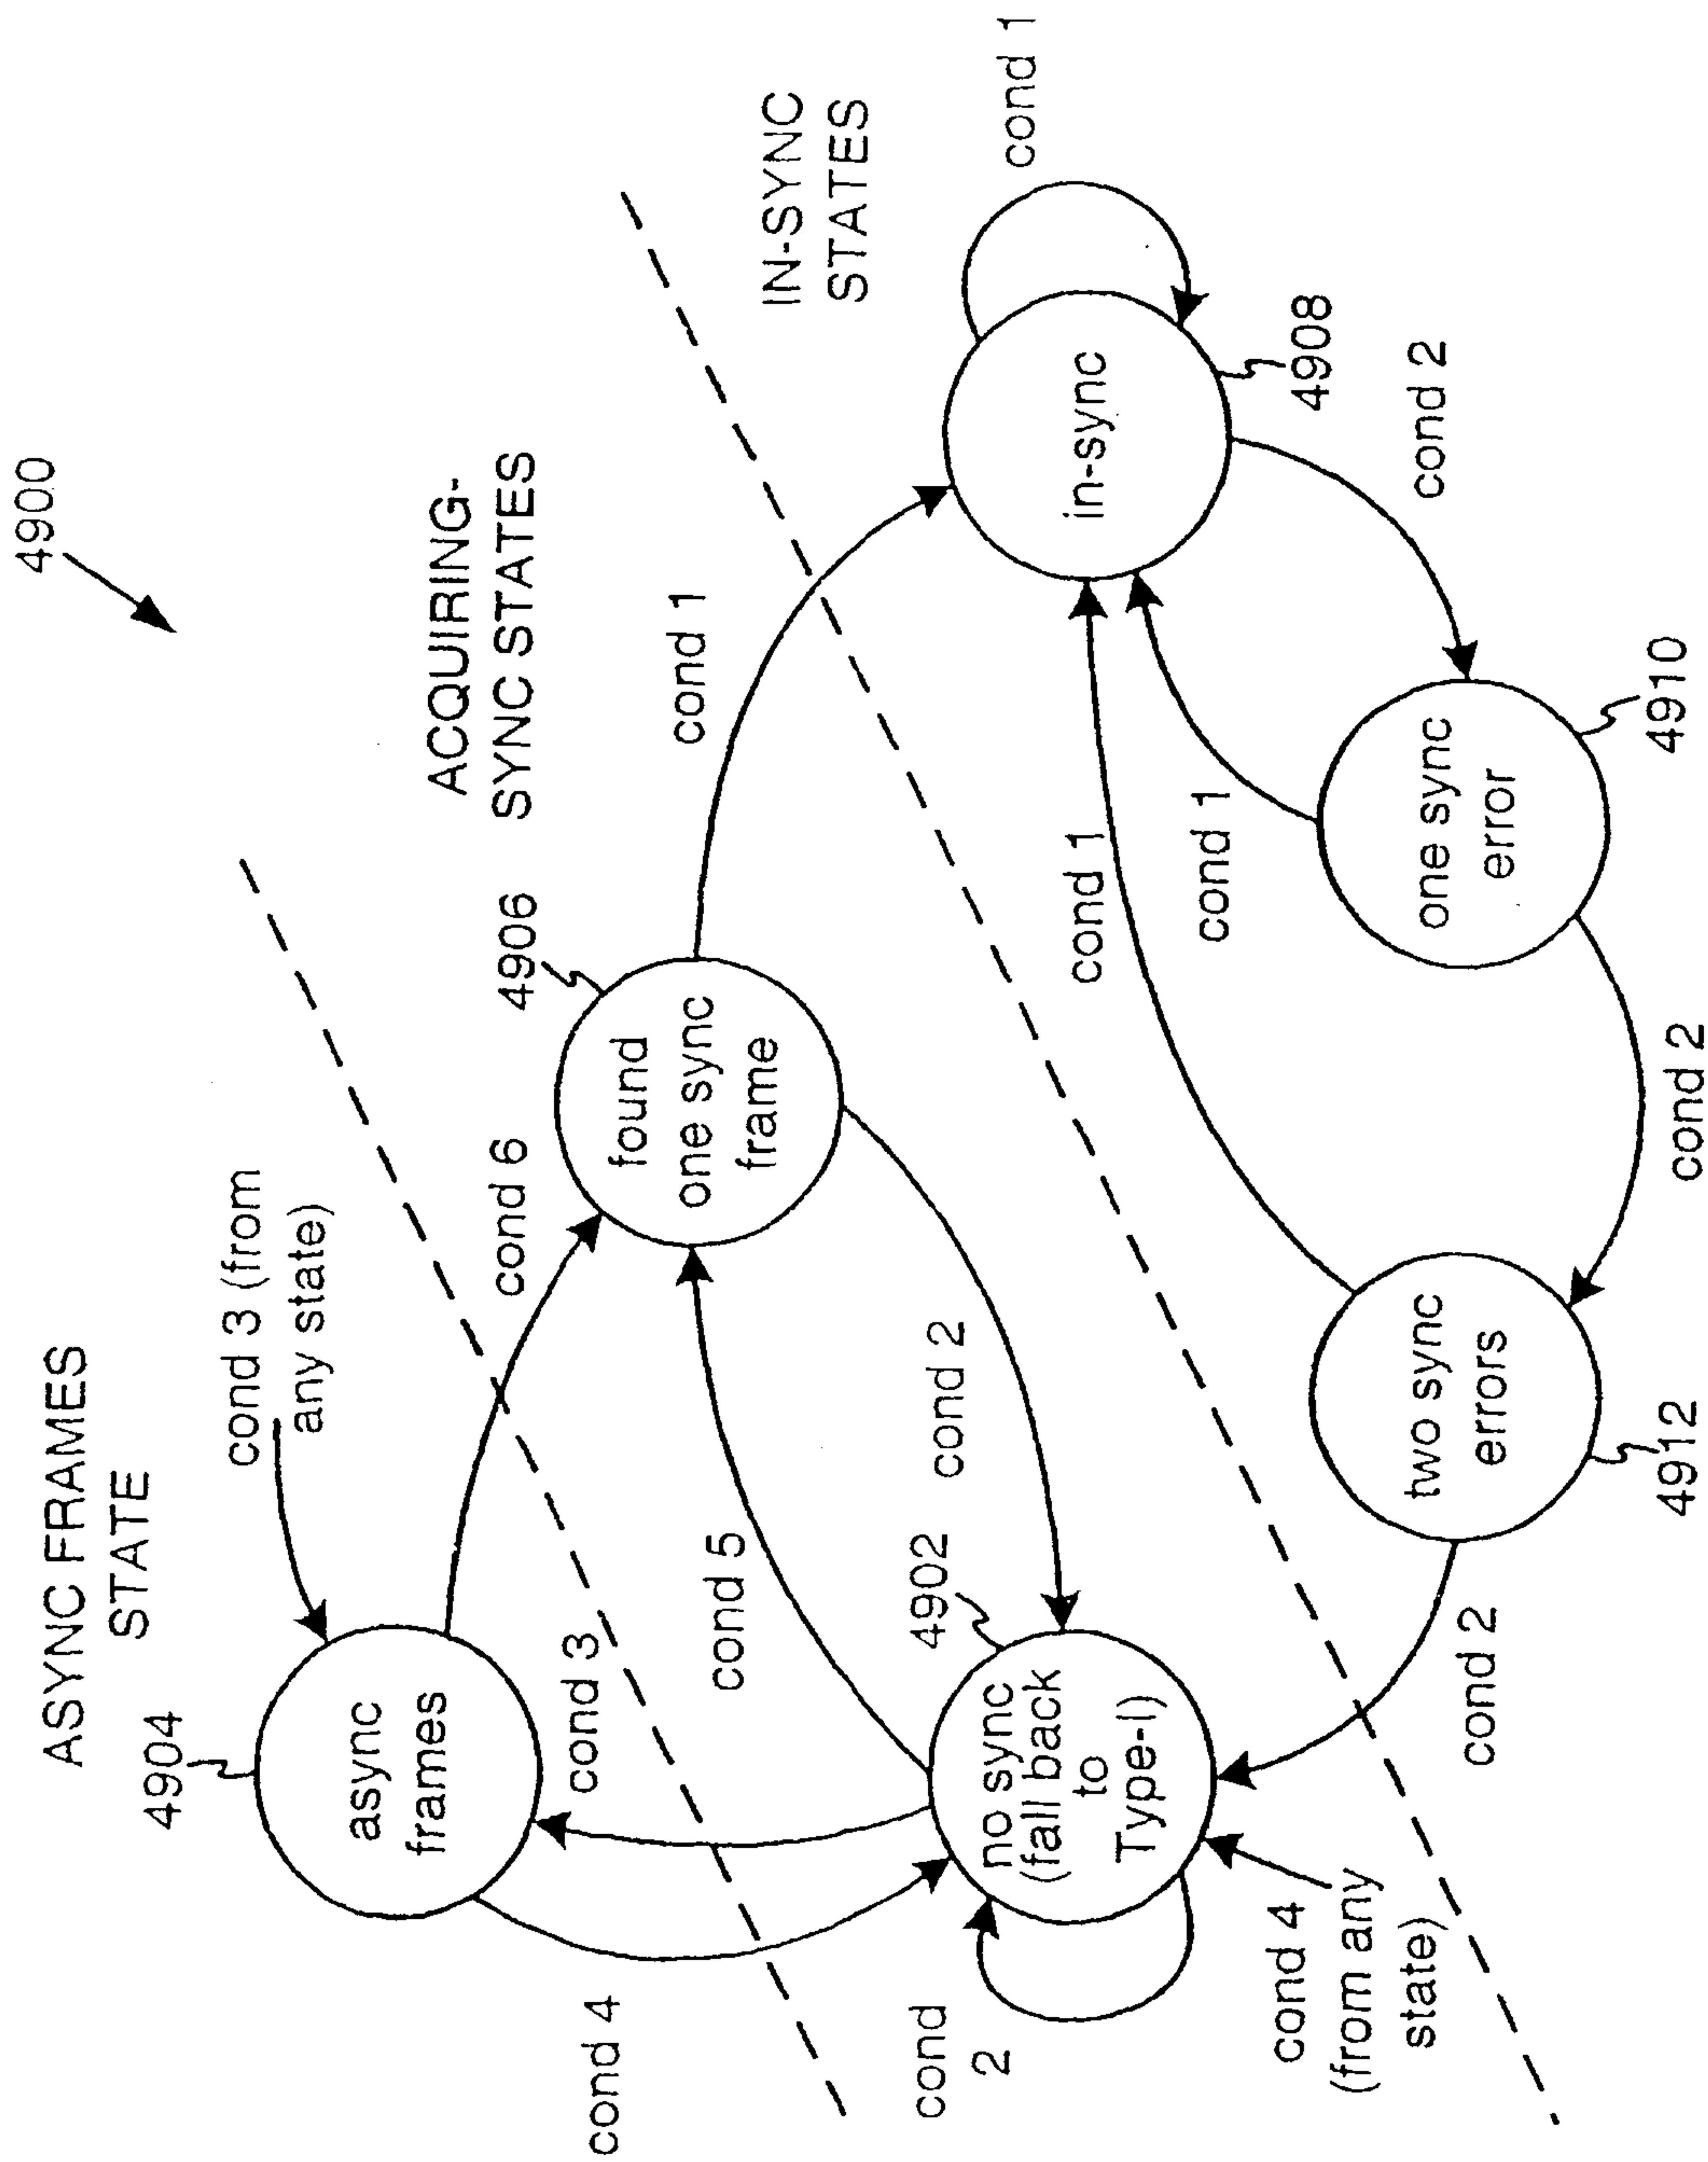 4900
ASYNC FRAMES
STATE
ACQUIRING-
SYNC STATES
IN-SYNC
STATES
4904
async
frames
cond 3 (from
any state)
cond 6
4906
found
one sync
frame
cond 1
cond 4
cond 3
cond 5
cond 2
4902
no sync
(fall back
to
Type-I)
cond
2
cond 4
(from any
state)
cond 1
in-sync
4908
cond 2
cond 1
cond 1
one sync
error
4910
cond 2
two sync
errors
4912
cond 2